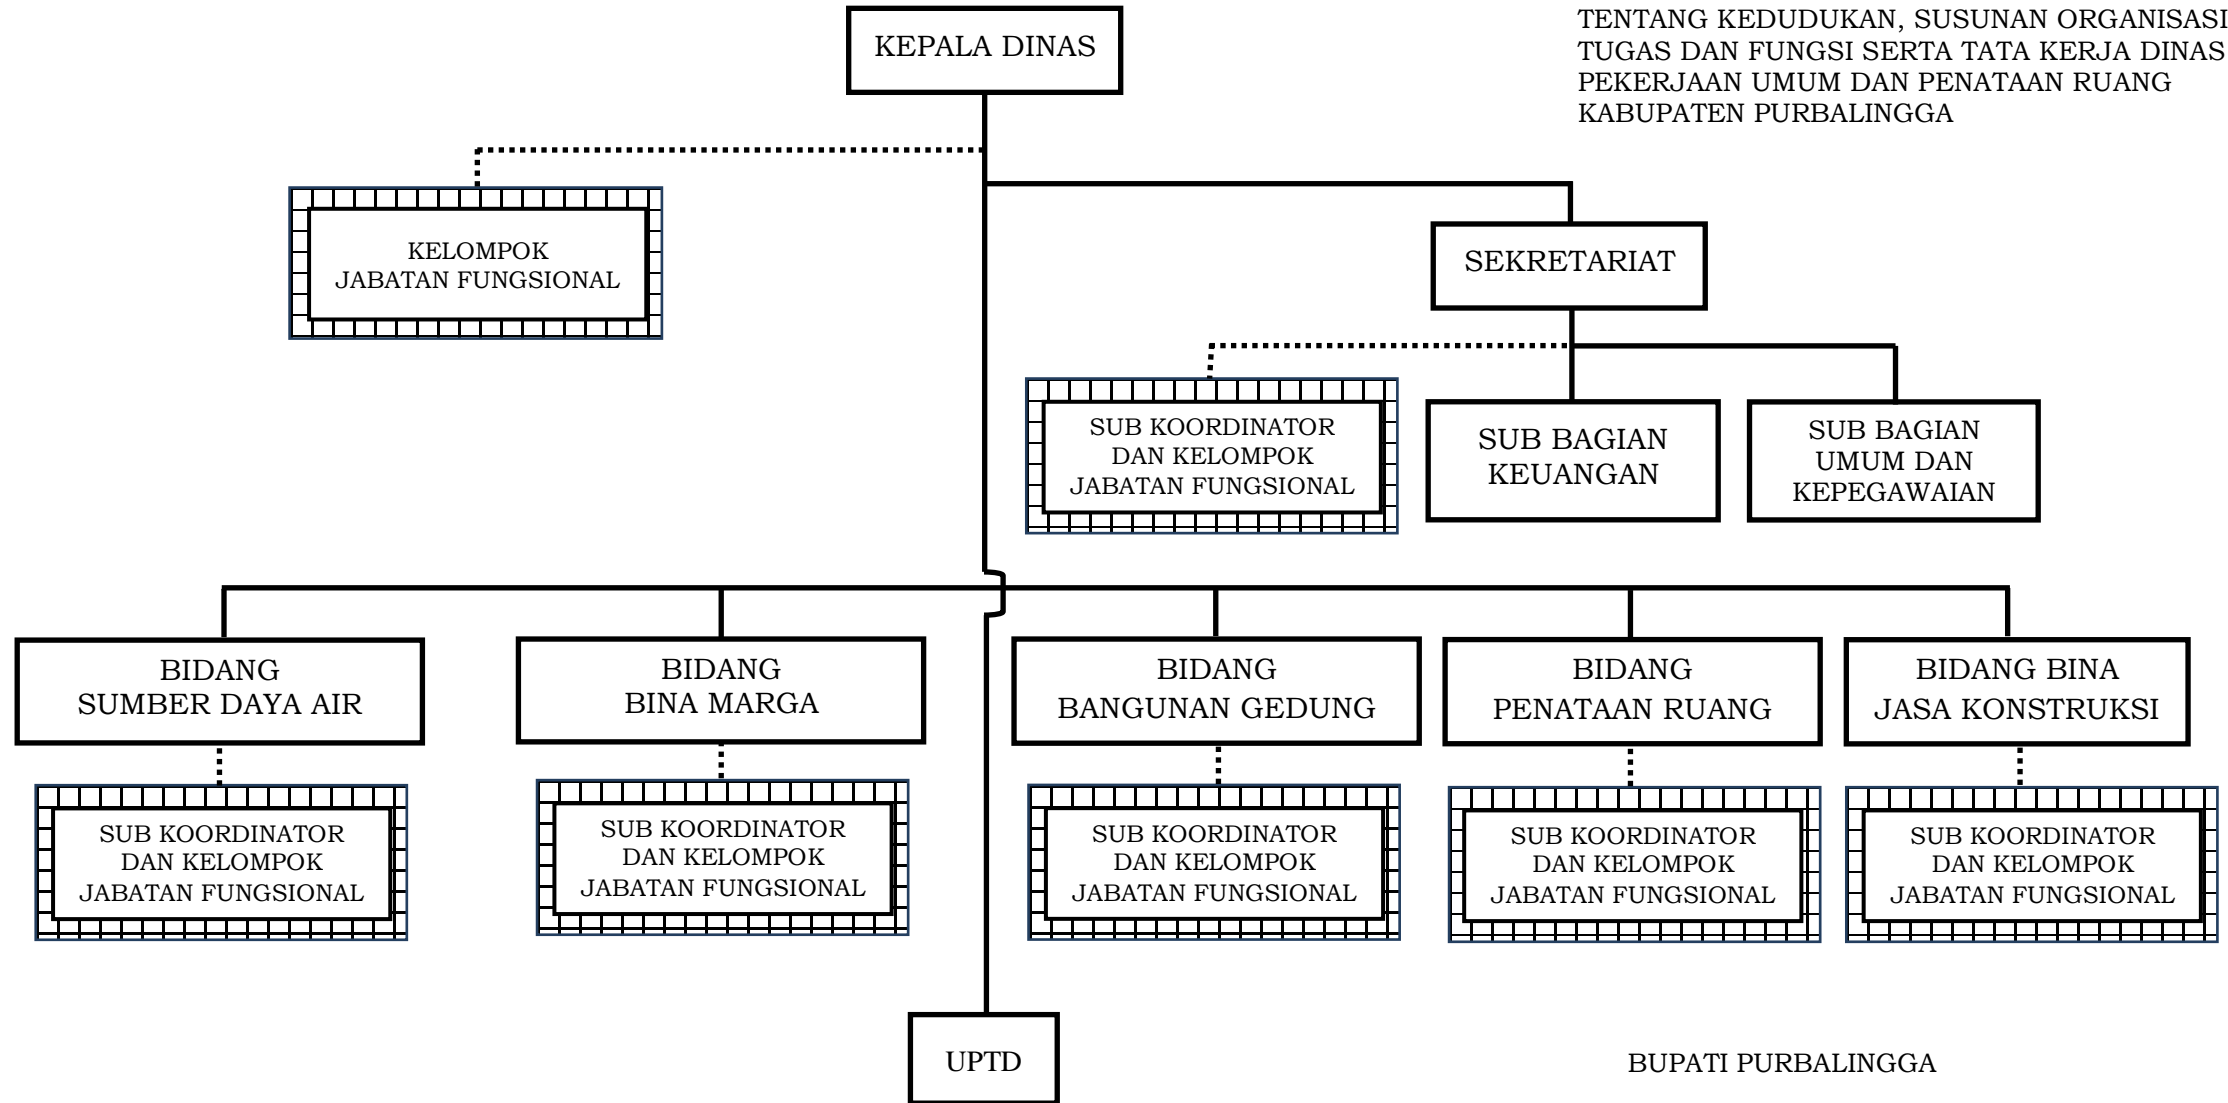 KEPALA DINAS
TENTANG KEDUDUKAN, SUSUNAN ORGANISASI
TUGAS DAN FUNGSI SERTA TATA KERJA DINAS
PEKERJAAN UMUM DAN PENATAAN RUANG
KABUPATEN PURBALINGGA
KELOMPOK
JABATAN FUNGSIONAL
SEKRETARIAT
SUB KOORDINATOR
DAN KELOMPOK
JABATAN FUNGSIONAL
SUB BAGIAN
KEUANGAN
SUB BAGIAN
UMUM DAN
KEPEGAWAIAN
BIDANG
SUMBER DAYA AIR
BIDANG
BINA MARGA
BIDANG
BANGUNAN GEDUNG
BIDANG
PENATAAN RUANG
BIDANG BINA
JASA KONSTRUKSI
SUB KOORDINATOR
DAN KELOMPOK
JABATAN FUNGSIONAL
SUB KOORDINATOR
DAN KELOMPOK
JABATAN FUNGSIONAL
SUB KOORDINATOR
DAN KELOMPOK
JABATAN FUNGSIONAL
SUB KOORDINATOR
DAN KELOMPOK
JABATAN FUNGSIONAL
SUB KOORDINATOR
DAN KELOMPOK
JABATAN FUNGSIONAL
UPTD
BUPATI PURBALINGGA